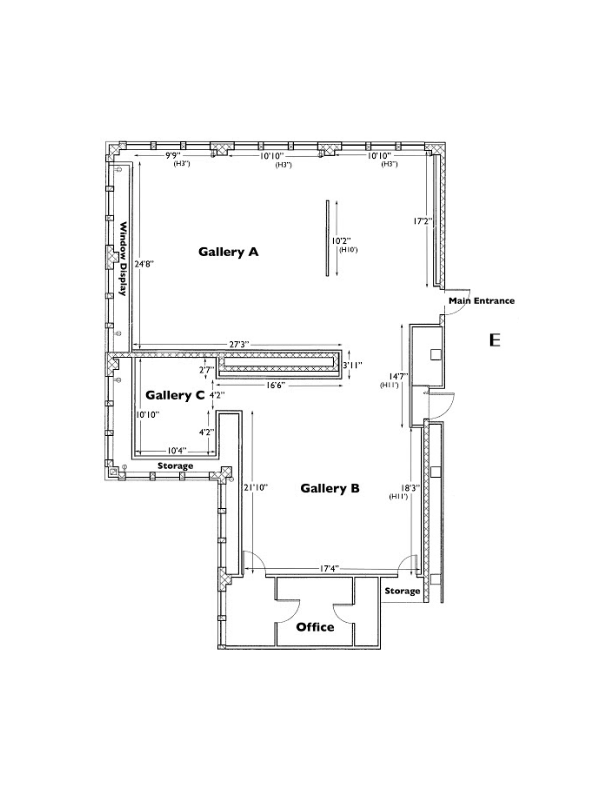 9'9"
(H3")
10'10"
(H3")
10'10"
(H3")
17'2"
Window Display
24'8"
Gallery A
10'2"
(H10')
Main Entrance
E
27'3"
2'7"
3'11"
14'7"
(H11')
16'6"
Gallery C
4'2"
10'10"
4'2"
10'4"
Storage
21'10"
Gallery B
18'3"
(H11')
17'4"
Storage
Office